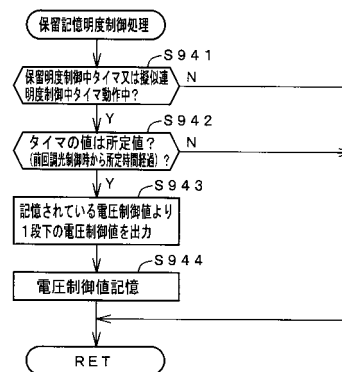 保留記憶明度制御処理
S941
保留明度制御中タイマ又は擬似連
明度制御中タイマ動作中?
N
Y
S942
タイマの値は所定値?
(前回調光制御時から所定時間経過)?
N
Y
S943
記憶されている電圧制御値より
1段下の電圧制御値を出力
S944
電圧制御値記憶
RET